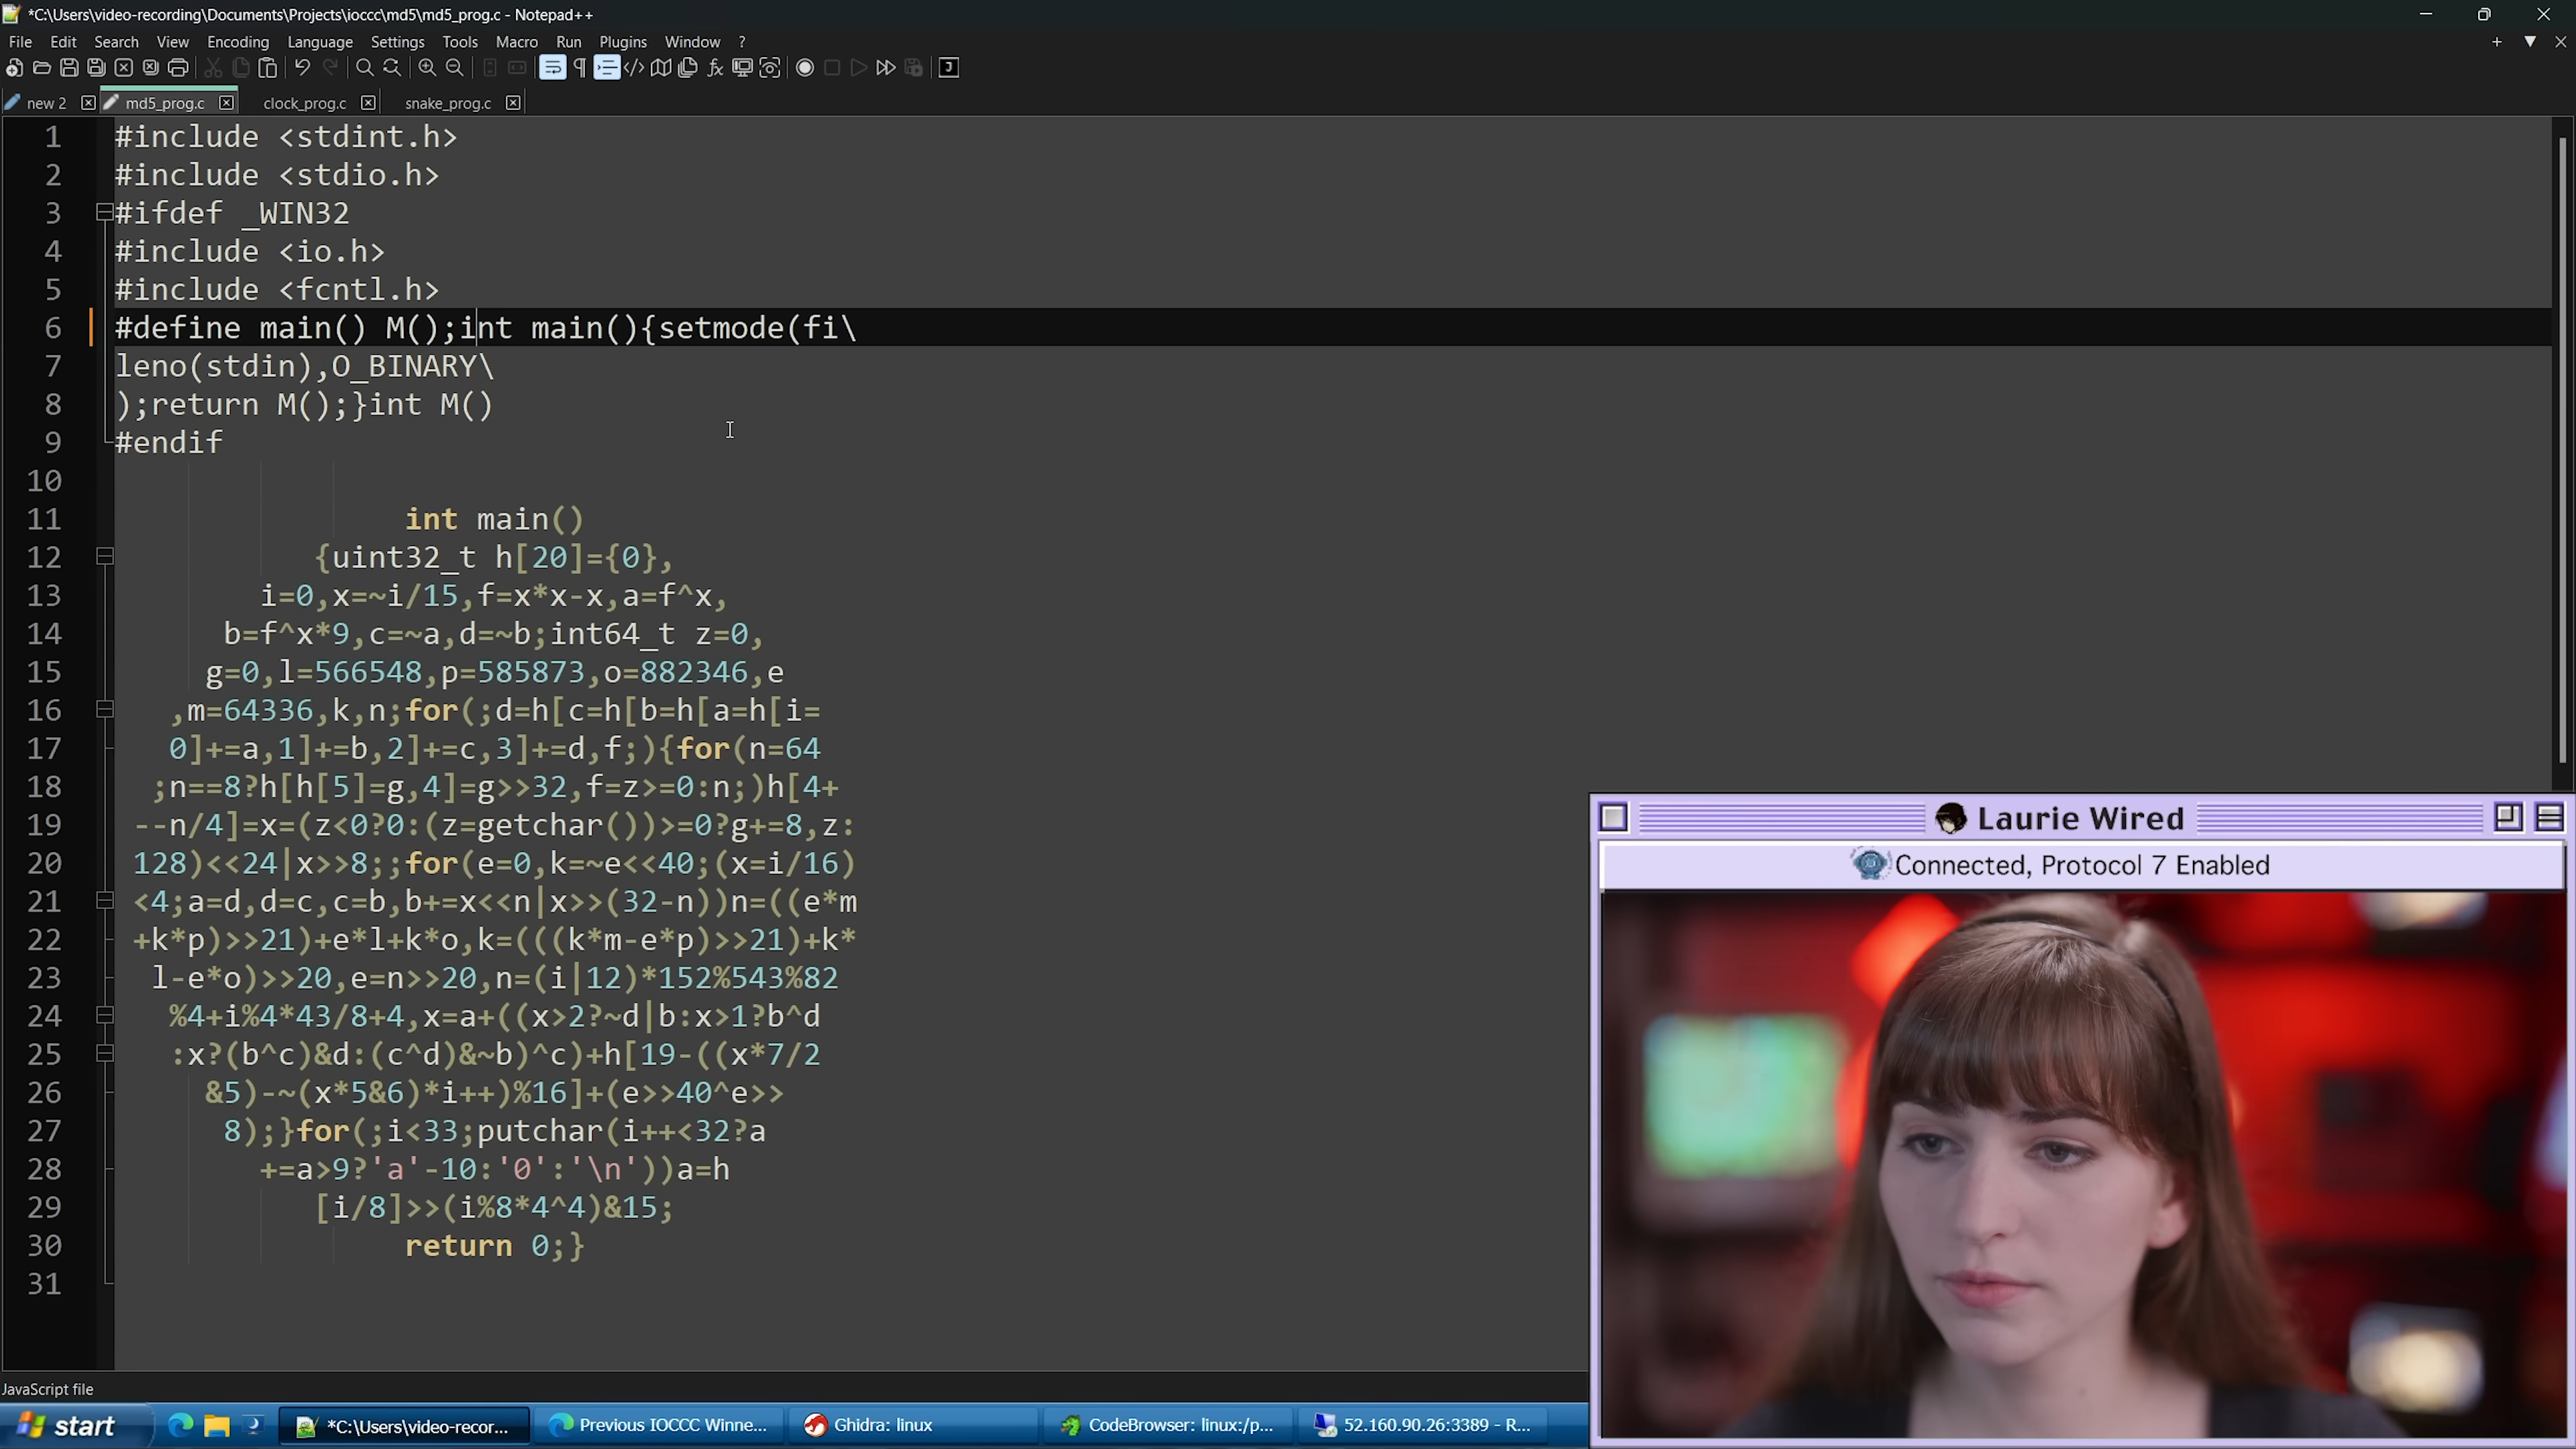 *C:\Users\video-recording\Documents\Projects\ioccc\md5\md5_prog.c - Notepad++
File Edit Search View Encoding Language Settings Tools Macro Run Plugins Window ?
new 2 md5_prog.c clock_prog.c snake_prog.c
1 #include <stdint.h>
2 #include <stdio.h>
3 #ifdef _WIN32
4 #include <io.h>
5 #include <fcntl.h>
6 #define main() M();int main(){setmode(fi\
7 leno(stdin),O_BINARY\
8 );return M();}int M()
9 #endif
10
11 int main()
12 {uint32_t h[20]={0},
13 i=0,x=~i/15,f=x*x-x,a=f^x,
14 b=f^x*9,c=~a,d=~b;int64_t z=0,
15 g=0,l=566548,p=585873,o=882346,e
16 ,m=64336,k,n;for(;d=h[c=h[b=h[a=h[i=
17 0]+=a,1]+=b,2]+=c,3]+=d,f;){for(n=64
18 ;n==8?h[h[5]=g,4]=g>>32,f=z>=0:n;)h[4+
19 --n/4]=x=(z<0?0:(z=getchar())>=0?g+=8,z:
20 128)<<24|x>>8;;for(e=0,k=~e<<40;(x=i/16)
21 <4;a=d,d=c,c=b,b+=x<<n|x>>(32-n))n=((e*m
22 +k*p)>>21)+e*l+k*o,k=(((k*m-e*p)>>21)+k*
23 l-e*o)>>20,e=n>>20,n=(i|12)*152%543%82
24 %4+i%4*43/8+4,x=a+((x>2?~d|b:x>1?b^d
25 :x?(b^c)&d:(c^d)&~b)^c)+h[19-((x*7/2
26 &5)-~(x*5&6)*i++)%16]+(e>>40^e>>
27 8);}for(;i<33;putchar(i++<32?a
28 +=a>9?'a'-10:'0':'\n'))a=h
29 [i/8]>>(i%8*4^4)&15;
30 return 0;}
31
Laurie Wired
Connected, Protocol 7 Enabled
JavaScript file
start *C:\Users\video-recor... Previous IOCCC Winne... Ghidra: linux CodeBrowser: linux:/p... 52.160.90.26:3389 - R...